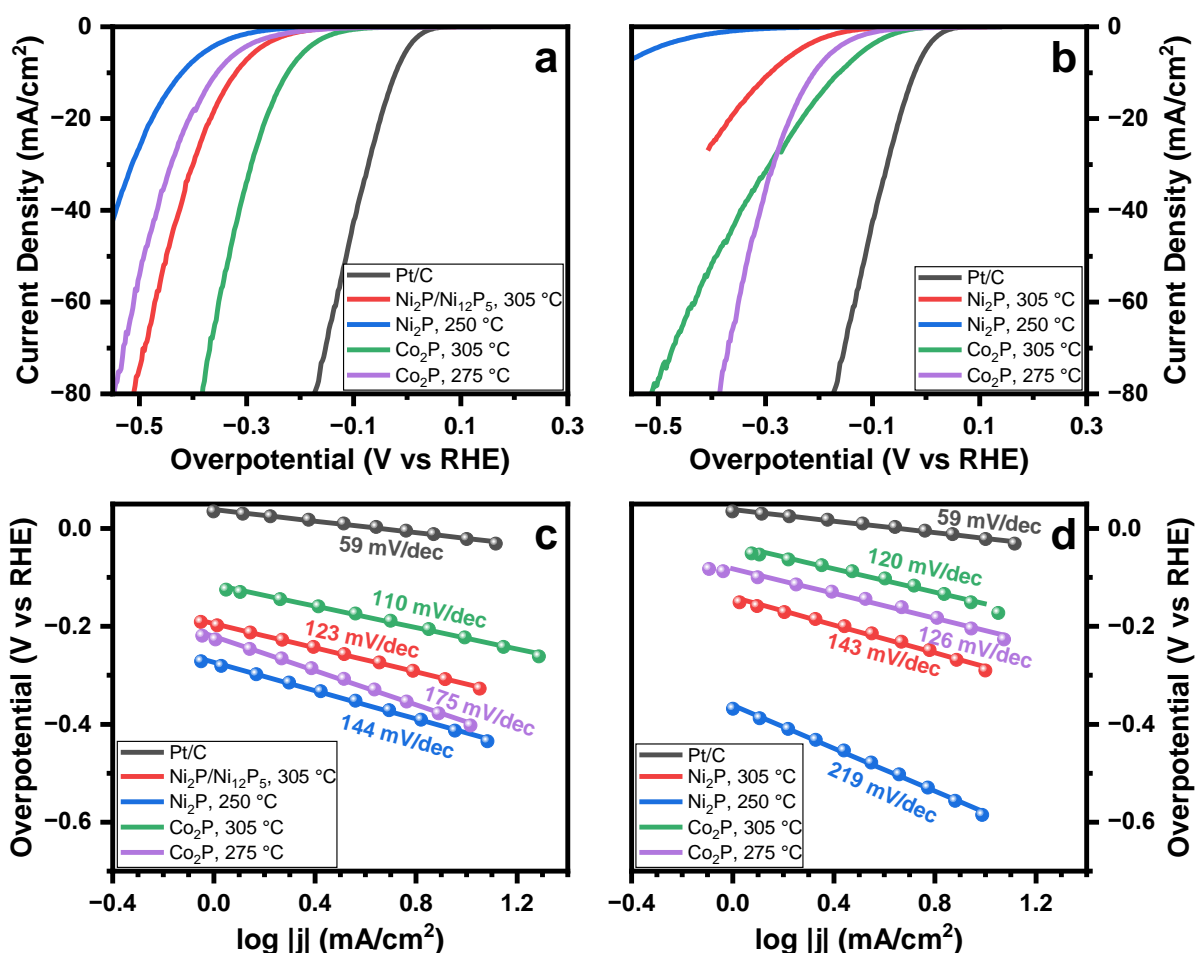 a
Current Density (mA/cm²)
0
−20
−40
−60
−80
Pt/C
Ni₂P/Ni₁₂P₅, 305 °C
Ni₂P, 250 °C
Co₂P, 305 °C
Co₂P, 275 °C
−0.5
−0.3
−0.1
0.1
0.3
Overpotential (V vs RHE)
b
Current Density (mA/cm²)
0
−20
−40
−60
−80
Pt/C
Ni₂P, 305 °C
Ni₂P, 250 °C
Co₂P, 305 °C
Co₂P, 275 °C
−0.5
−0.3
−0.1
0.1
0.3
Overpotential (V vs RHE)
c
Overpotential (V vs RHE)
0.0
−0.2
−0.4
−0.6
59 mV/dec
110 mV/dec
123 mV/dec
175 mV/dec
144 mV/dec
Pt/C
Ni₂P/Ni₁₂P₅, 305 °C
Ni₂P, 250 °C
Co₂P, 305 °C
Co₂P, 275 °C
−0.4
0.0
0.4
0.8
1.2
log |j| (mA/cm²)
d
Overpotential (V vs RHE)
0.0
−0.2
−0.4
−0.6
59 mV/dec
120 mV/dec
126 mV/dec
143 mV/dec
219 mV/dec
Pt/C
Ni₂P, 305 °C
Ni₂P, 250 °C
Co₂P, 305 °C
Co₂P, 275 °C
−0.4
0.0
0.4
0.8
1.2
log |j| (mA/cm²)